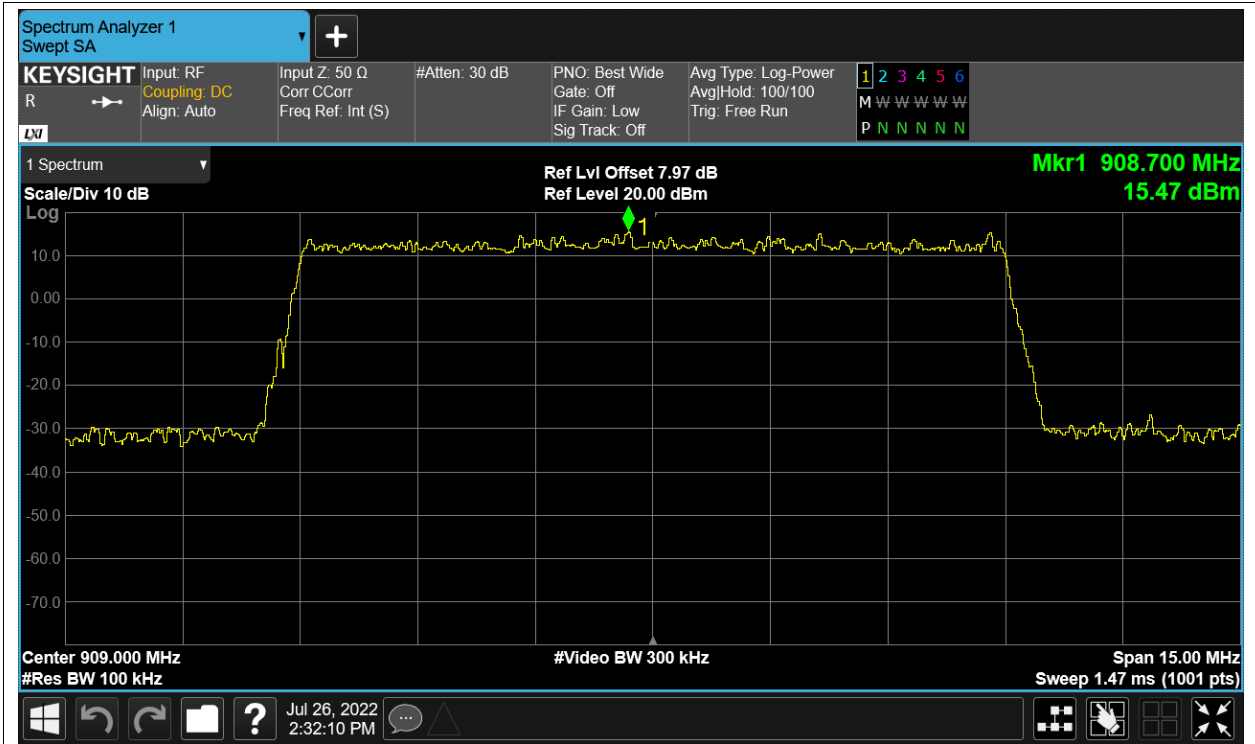 Spectrum Analyzer 1
Swept SA
KEYSIGHT
R
LXI
Input: RF
Coupling: DC
Align: Auto
Input Z: 50 Ω
Corr CCorr
Freq Ref: Int (S)
#Atten: 30 dB
PNO: Best Wide
Gate: Off
IF Gain: Low
Sig Track: Off
Avg Type: Log-Power
Avg|Hold: 100/100
Trig: Free Run
1 2 3 4 5 6
M W W W W W
P N N N N N
1 Spectrum
Scale/Div 10 dB
Log
Ref Lvl Offset 7.97 dB
Ref Level 20.00 dBm
Mkr1 908.700 MHz
15.47 dBm
1
10.0
0.00
-10.0
-20.0
-30.0
-40.0
-50.0
-60.0
-70.0
Center 909.000 MHz
#Res BW 100 kHz
#Video BW 300 kHz
Span 15.00 MHz
Sweep 1.47 ms (1001 pts)
?
Jul 26, 2022
2:32:10 PM